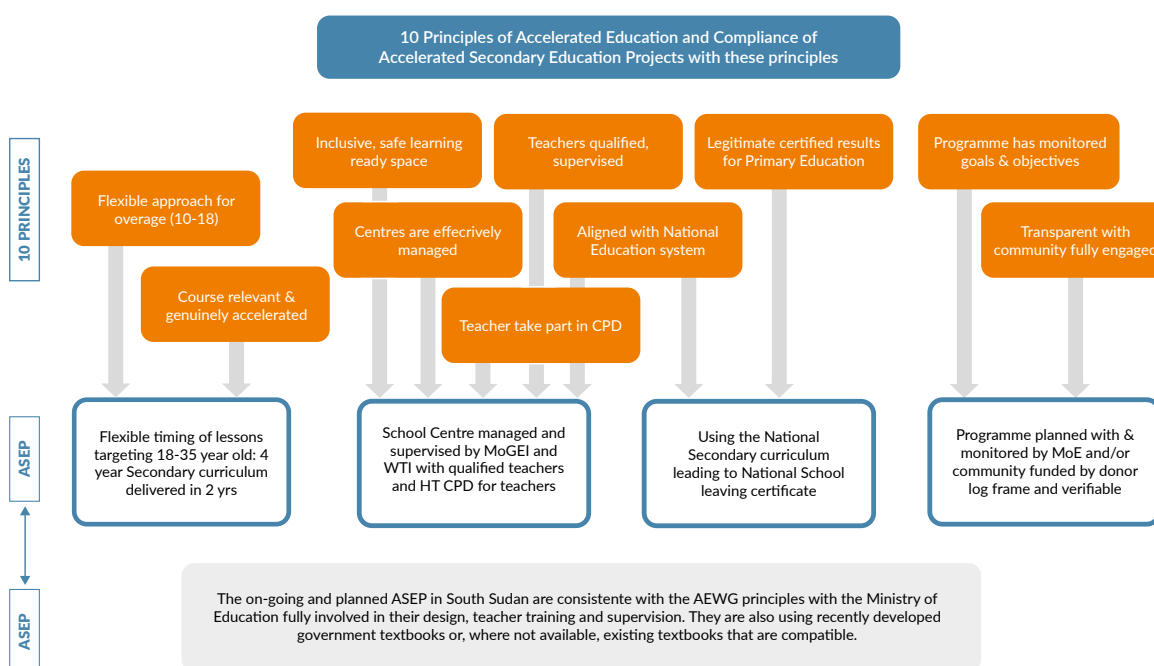 10 Principles of Accelerated Education and Compliance of
Accelerated Secondary Education Projects with these principles
10 PRINCIPLES
Flexible approach for
overage (10-18)
Course relevant &
genuinely accelerated
Inclusive, safe learning
ready space
Centres are effecrively
managed
Teachers qualified,
supervised
Teacher take part in CPD
Aligned with National
Education system
Legitimate certified results
for Primary Education
Programme has monitored
goals & objectives
Transparent with
community fully engaged
ASEP
Flexible timing of lessons
targeting 18-35 year old: 4
year Secondary curriculum
delivered in 2 yrs
School Centre managed and
supervised by MoGEI and
WTI with qualified teachers
and HT CPD for teachers
Using the National
Secondary curriculum
leading to National School
leaving certificate
Programme planned with &
monitored by MoE and/or
community funded by donor
log frame and verifiable
ASEP
The on-going and planned ASEP in South Sudan are consistente with the AEWG principles with the Ministry of
Education fully involved in their design, teacher training and supervision. They are also using recently developed
government textbooks or, where not available, existing textbooks that are compatible.